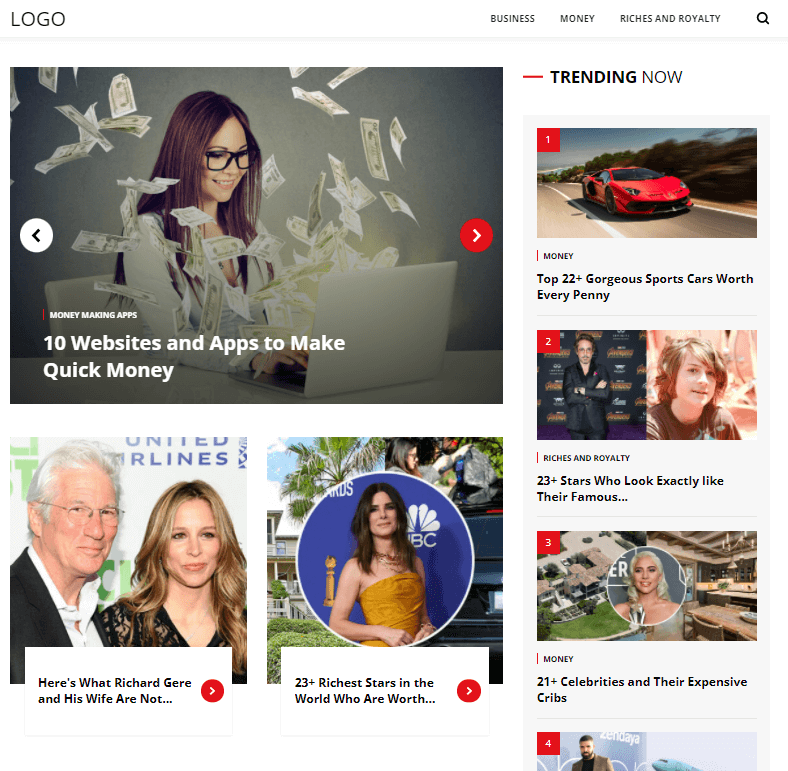 LOGO
BUSINESS MONEY RICHES AND ROYALTY
MONEY MAKING APPS
10 Websites and Apps to Make
Quick Money
UNITED
AIRLINES
Here's What Richard Gere
and His Wife Are Not...
NBC
23+ Richest Stars in the
World Who Are Worth...
TRENDING NOW
1
MONEY
Top 22+ Gorgeous Sports Cars Worth
Every Penny
2
RICHES AND ROYALTY
23+ Stars Who Look Exactly like
Their Famous...
3
MONEY
21+ Celebrities and Their Expensive
Cribs
4
Zendaya